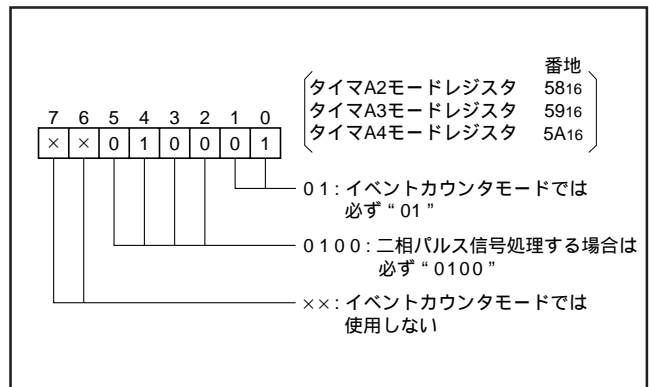 番地
タイマA2モードレジスタ 5816
タイマA3モードレジスタ 5916
タイマA4モードレジスタ 5A16
7 6 5 4 3 2 1 0
× × 0 1 0 0 0 1
01:イベントカウンタモードでは
必ず“01”
0100:二相パルス信号処理する場合は
必ず“0100”
××:イベントカウンタモードでは
使用しない